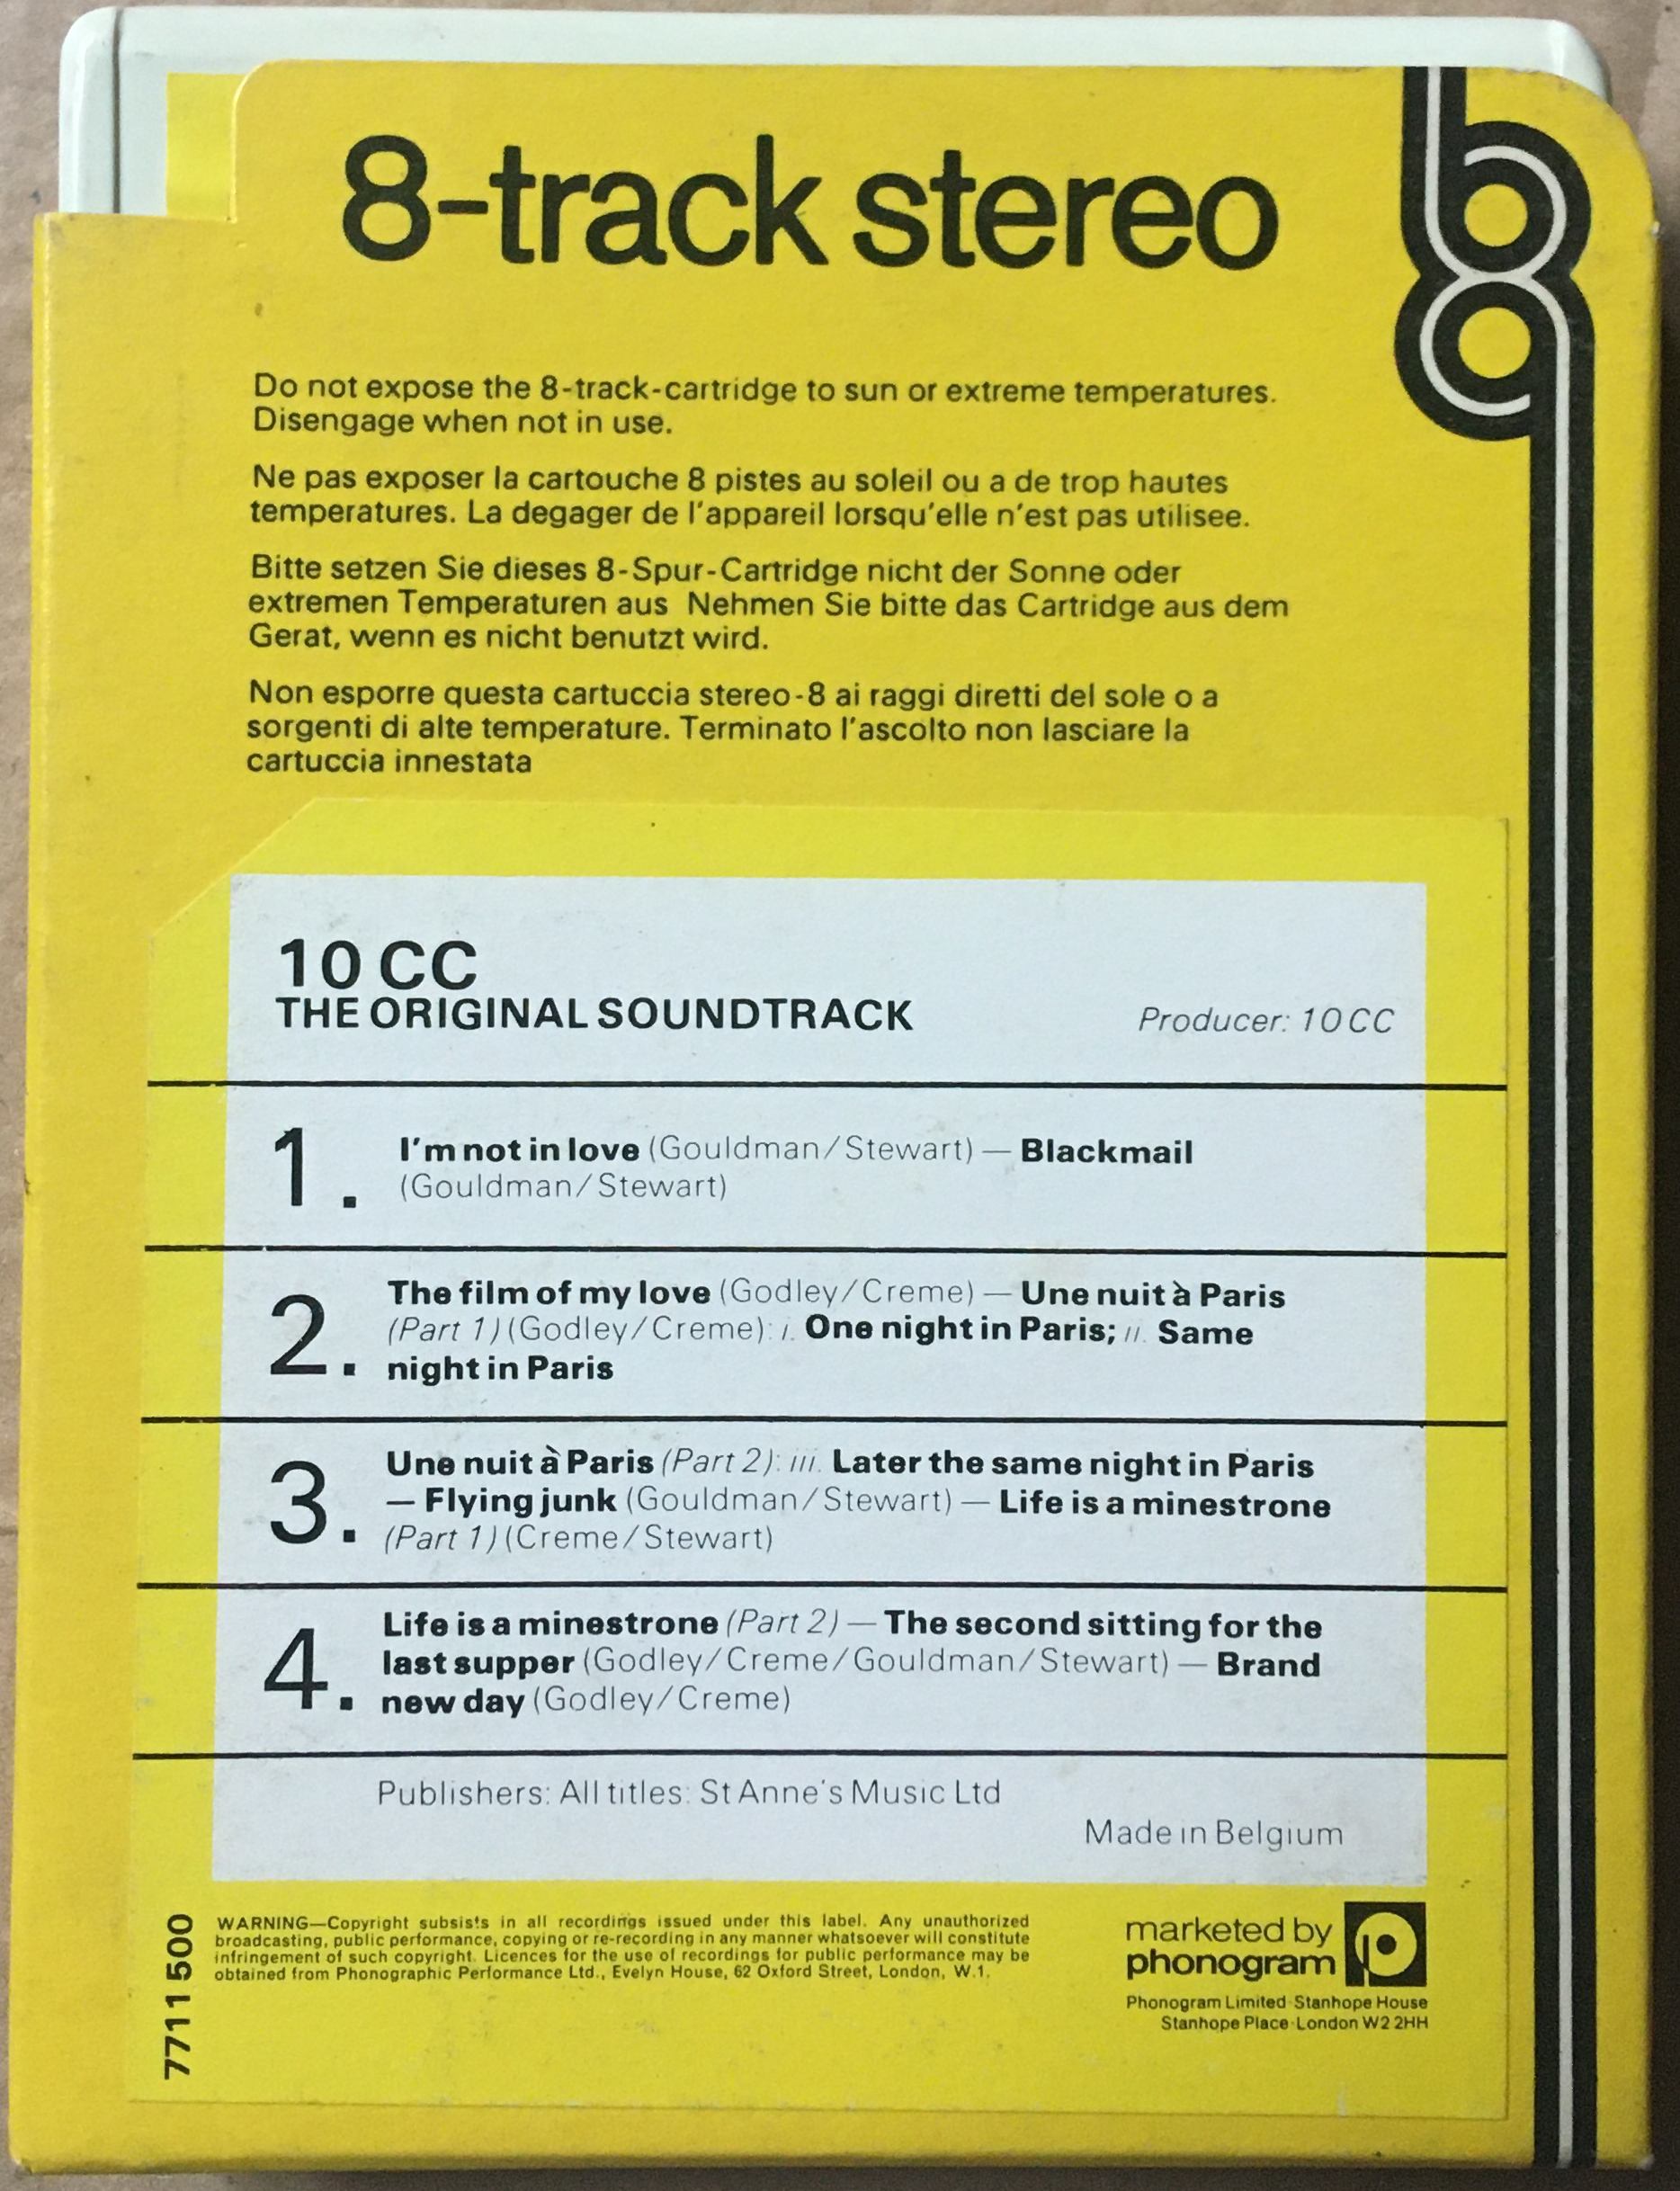 8-track stereo
Do not expose the 8-track-cartridge to sun or extreme temperatures.
Disengage when not in use.
Ne pas exposer la cartouche 8 pistes au soleil ou a de trop hautes
temperatures. La degager de l'appareil lorsqu'elle n'est pas utilisee.
Bitte setzen Sie dieses 8-Spur-Cartridge nicht der Sonne oder
extremen Temperaturen aus Nehmen Sie bitte das Cartridge aus dem
Gerat, wenn es nicht benutzt wird.
Non esporre questa cartuccia stereo-8 ai raggi diretti del sole o a
sorgenti di alte temperature. Terminato l'ascolto non lasciare la
cartuccia innestata
10 CC
THE ORIGINAL SOUNDTRACK
Producer: 10CC
1. I'm not in love (Gouldman/Stewart) — Blackmail
(Gouldman/Stewart)
2. The film of my love (Godley/Creme) — Une nuit à Paris
(Part 1) (Godley/Creme): i. One night in Paris; ii. Same
night in Paris
3. Une nuit à Paris (Part 2): iii. Later the same night in Paris
— Flying junk (Gouldman/Stewart) — Life is a minestrone
(Part 1) (Creme/Stewart)
4. Life is a minestrone (Part 2) — The second sitting for the
last supper (Godley/Creme/Gouldman/Stewart) — Brand
new day (Godley/Creme)
Publishers: All titles: St Anne's Music Ltd
Made in Belgium
7711 500
WARNING—Copyright subsists in all recordings issued under this label. Any unauthorized
broadcasting, public performance, copying or re-recording in any manner whatsoever will constitute
infringement of such copyright. Licences for the use of recordings for public performance may be
obtained from Phonographic Performance Ltd., Evelyn House, 62 Oxford Street, London, W.1.
marketed by
phonogram
Phonogram Limited·Stanhope House
Stanhope Place·London W2 2HH